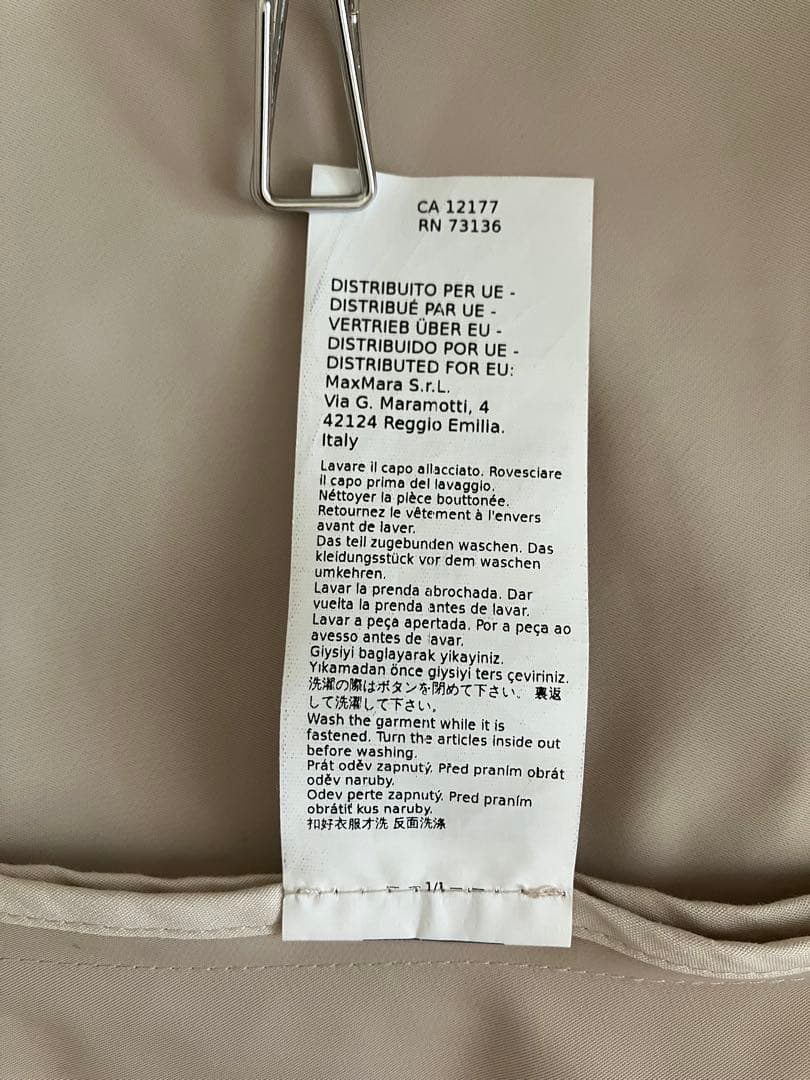 CA 12177
RN 73136
DISTRIBUITO PER UE -
DISTRIBUÉ PAR UE -
VERTRIEB ÜBER EU -
DISTRIBUIDO POR UE -
DISTRIBUTED FOR EU:
MaxMara S.r.L.
Via G. Maramotti, 4
42124 Reggio Emilia.
Italy
Lavare il capo allacciato. Rovesciare
il capo prima del lavaggio.
Néttoyer la plèce bouttonée.
Retournez le vêtement à l'envers
avant de laver.
Das teil zugebunden waschen. Das
kleidungsstück vor dem waschen
umkehren.
Lavar la prenda abrochada. Dar
vuelta la prenda antes de lavar.
Lavar a peça apertada. Por a peça ao
avesso antes de lavar.
Giysiyi baglayarak yikayiniz.
Yıkamadan önce giysiyi ters çeviriniz.
洗濯の際はボタンを閉めて下さい。 裏返
して洗濯して下さい。
Wash the garment while it is
fastened. Turn the articles inside out
before washing.
Prát oděv zapnutý. Před praním obrát
oděv naruby.
Odev perte zapnutý. Pred praním
obrátiť kus naruby.
扣好衣服才洗 反面洗涤
1/1